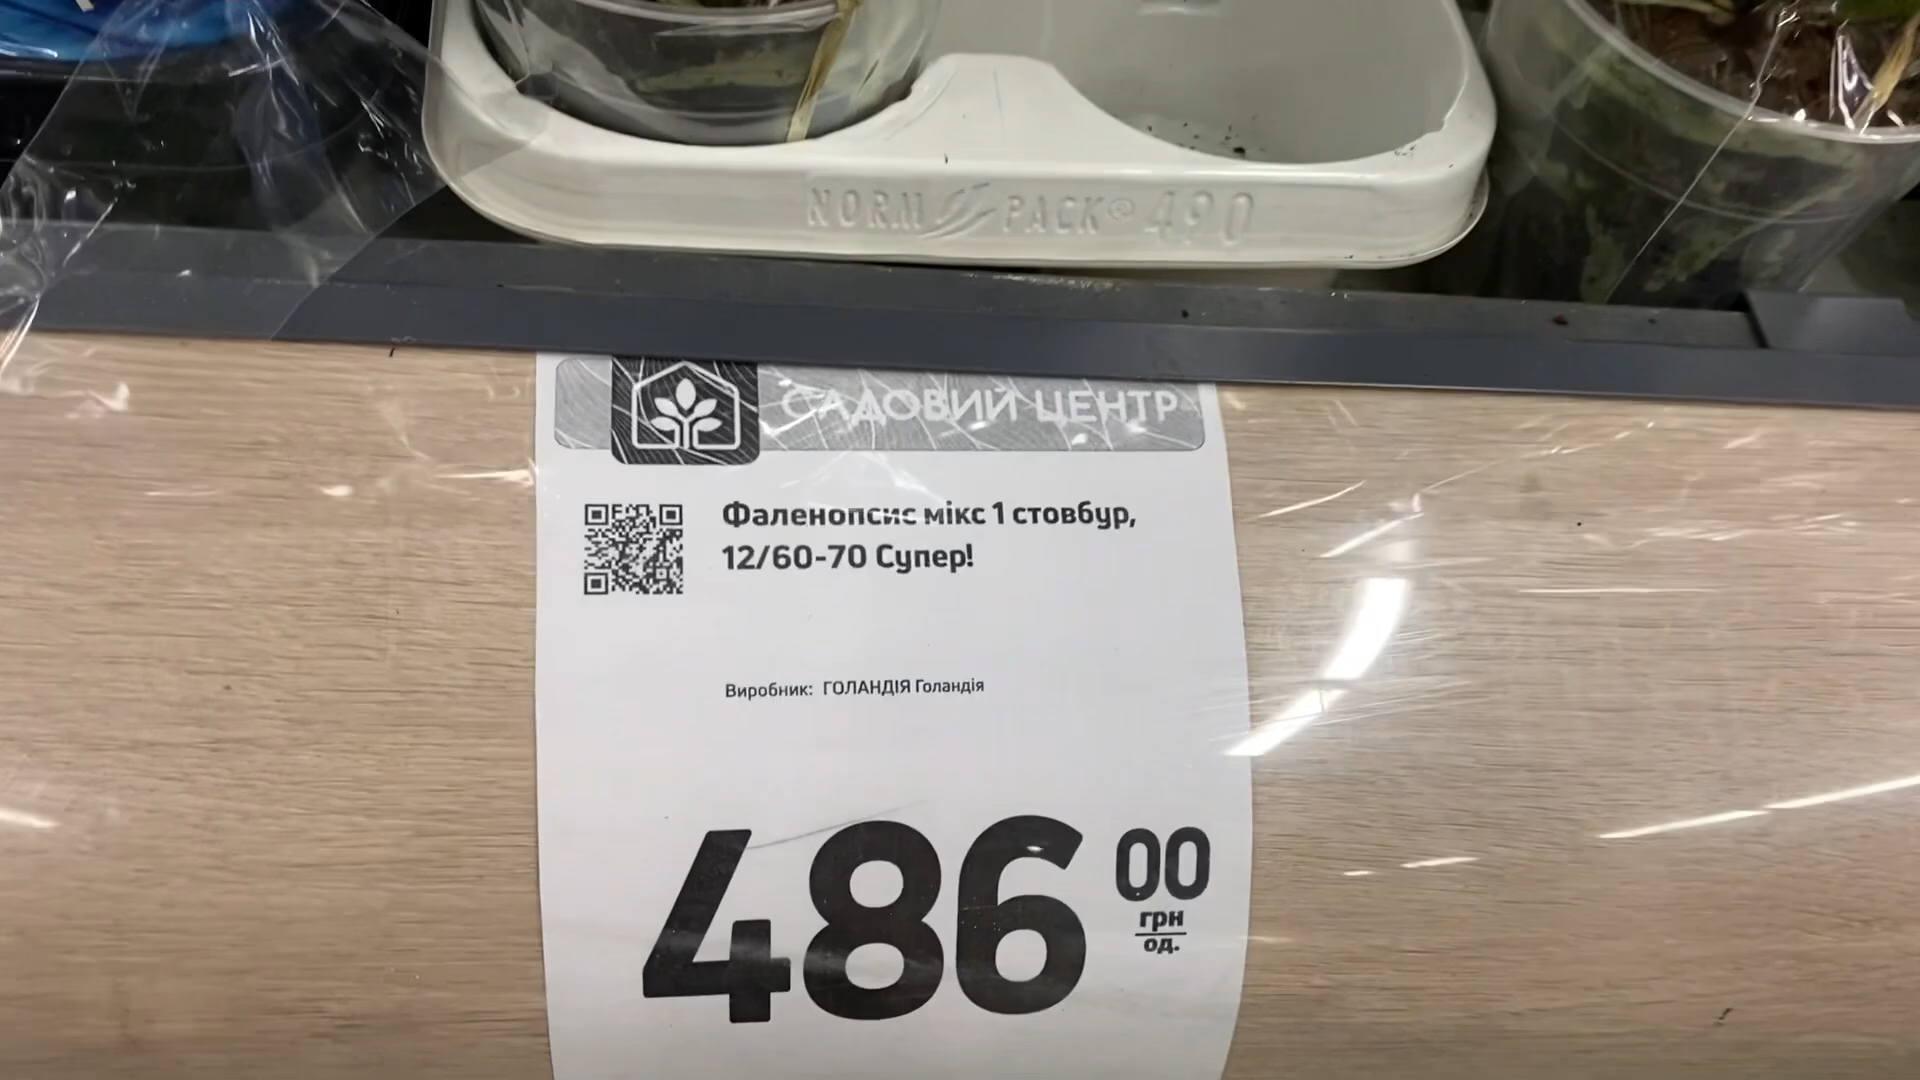 NORM PACK® 490
САДОВИЙ ЦЕНТР
Фаленопсис мікс 1 стовбур,
12/60-70 Супер!
Виробник: ГОЛАНДІЯ Голандія
486 00
грн
од.